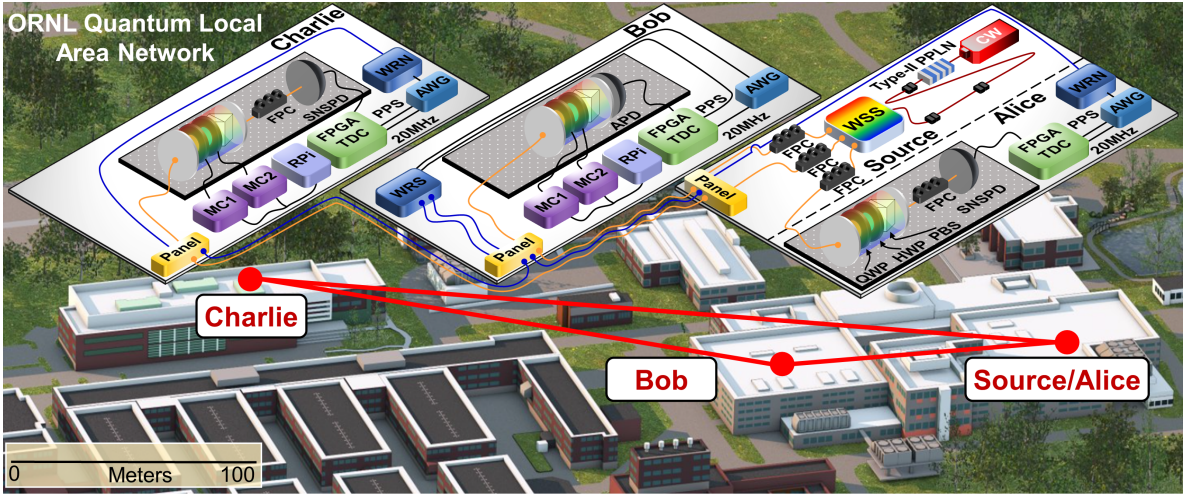 ORNL Quantum Local
Area Network
Charlie
WRN
AWG
SNSPD
FPC
PPS
20MHz
FPGA
TDC
RPi
MC2
MC1
Panel
Bob
AWG
APD
PPS
20MHz
FPGA
TDC
RPi
MC2
MC1
WRS
Panel
CW
Type-II PPLN
WSS
FPC
FPC
FPC
Source
Alice
WRN
AWG
PPS
20MHz
FPGA
TDC
Panel
FPC
SNSPD
QWP
HWP
PBS
Charlie
Bob
Source/Alice
0 Meters 100